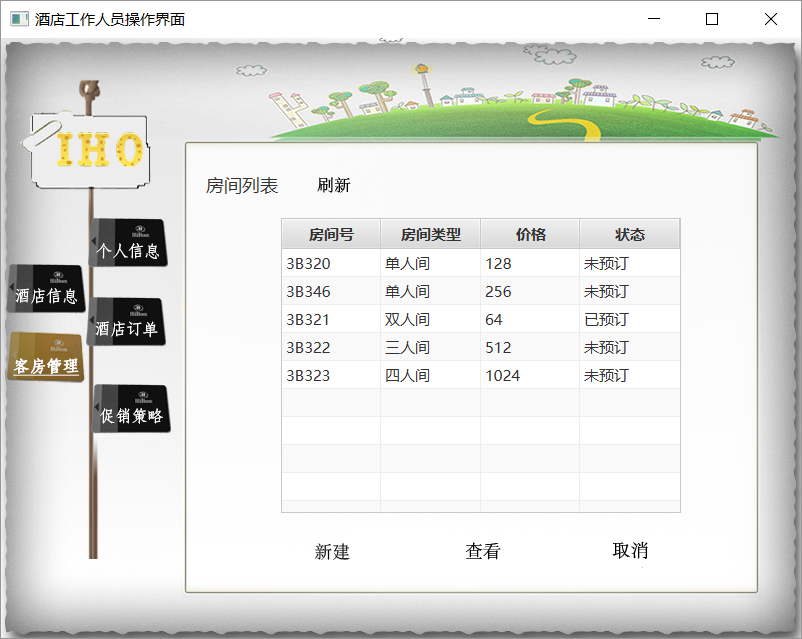 酒店工作人员操作界面
IHO
个人信息
酒店信息
酒店订单
客房管理
促销策略
房间列表 刷新
房间号 房间类型 价格 状态
3B320 单人间 128 未预订
3B346 单人间 256 未预订
3B321 双人间 64 已预订
3B322 三人间 512 未预订
3B323 四人间 1024 未预订
新建 查看 取消